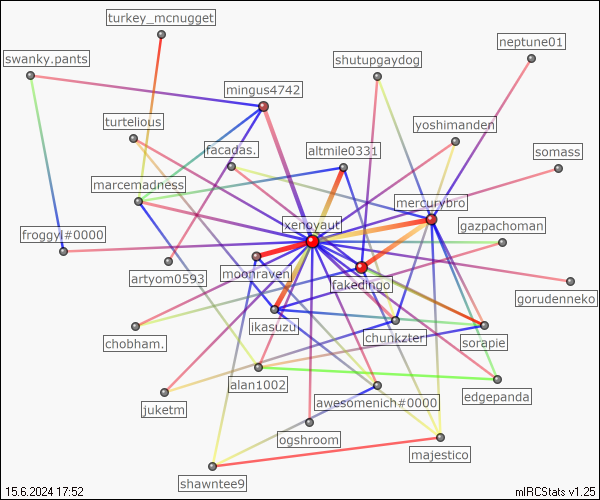 turkey_mcnugget
neptune01
swanky.pants
shutupgaydog
mingus4742
turtelious
yoshimanden
facadas.
altmile0331
somass
marcemadness
mercurybro
xenoyaut
gazpachoman
froggyl#0000
moonraven
artyom0593
fakedingo
gorudenneko
ikasuzu
chobham.
chunkzter
sorapie
alan1002
edgepanda
awesomenich#0000
juketm
ogshroom
majestico
shawntee9
15.6.2024 17:52
mIRCStats v1.25